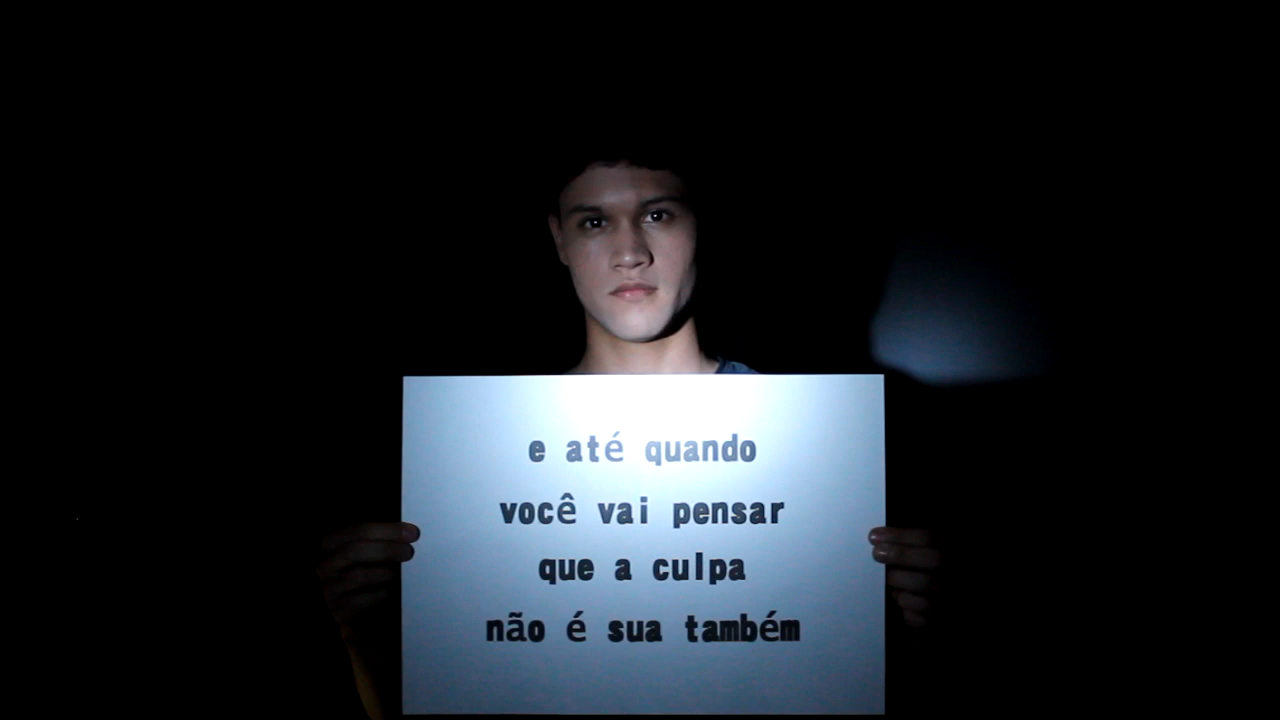 e até quando
você vai pensar
que a culpa
não é sua também